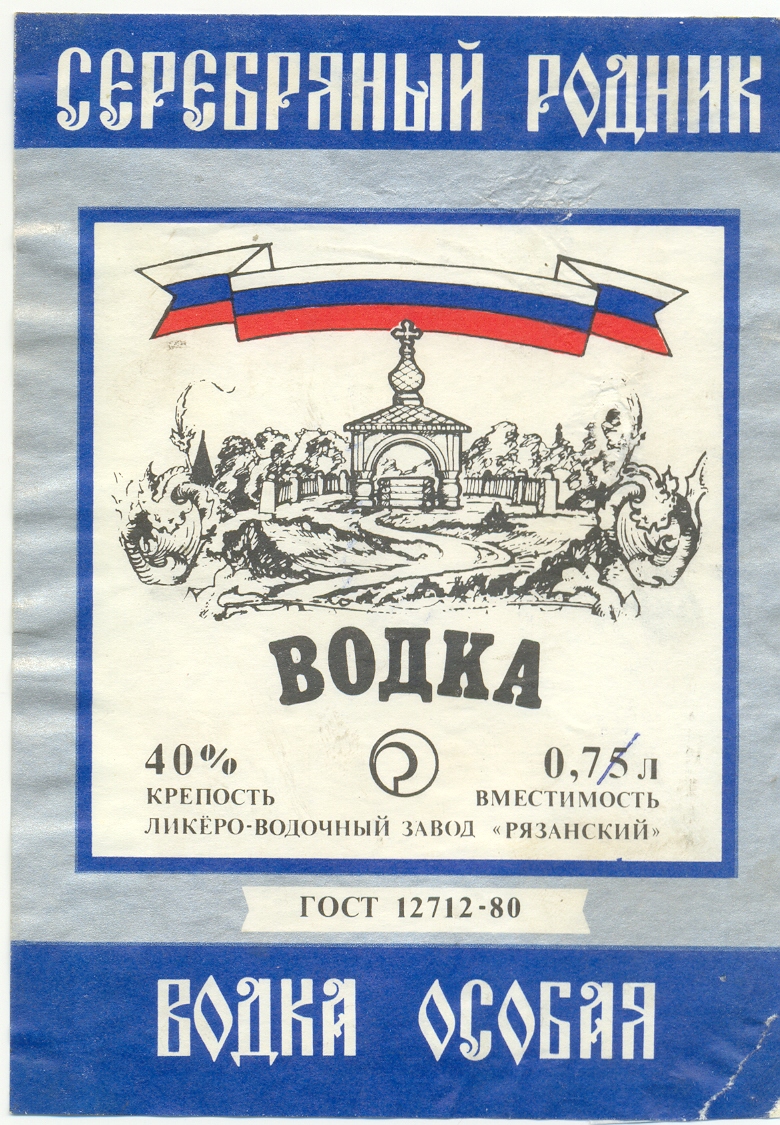 СЕРЕБРЯНЫЙ РОДНИК
ВОДКА
40% 0,75 л
КРЕПОСТЬ ВМЕСТИМОСТЬ
ЛИКЁРО-ВОДОЧНЫЙ ЗАВОД «РЯЗАНСКИЙ»
ГОСТ 12712-80
ВОДКА ОСОБАЯ